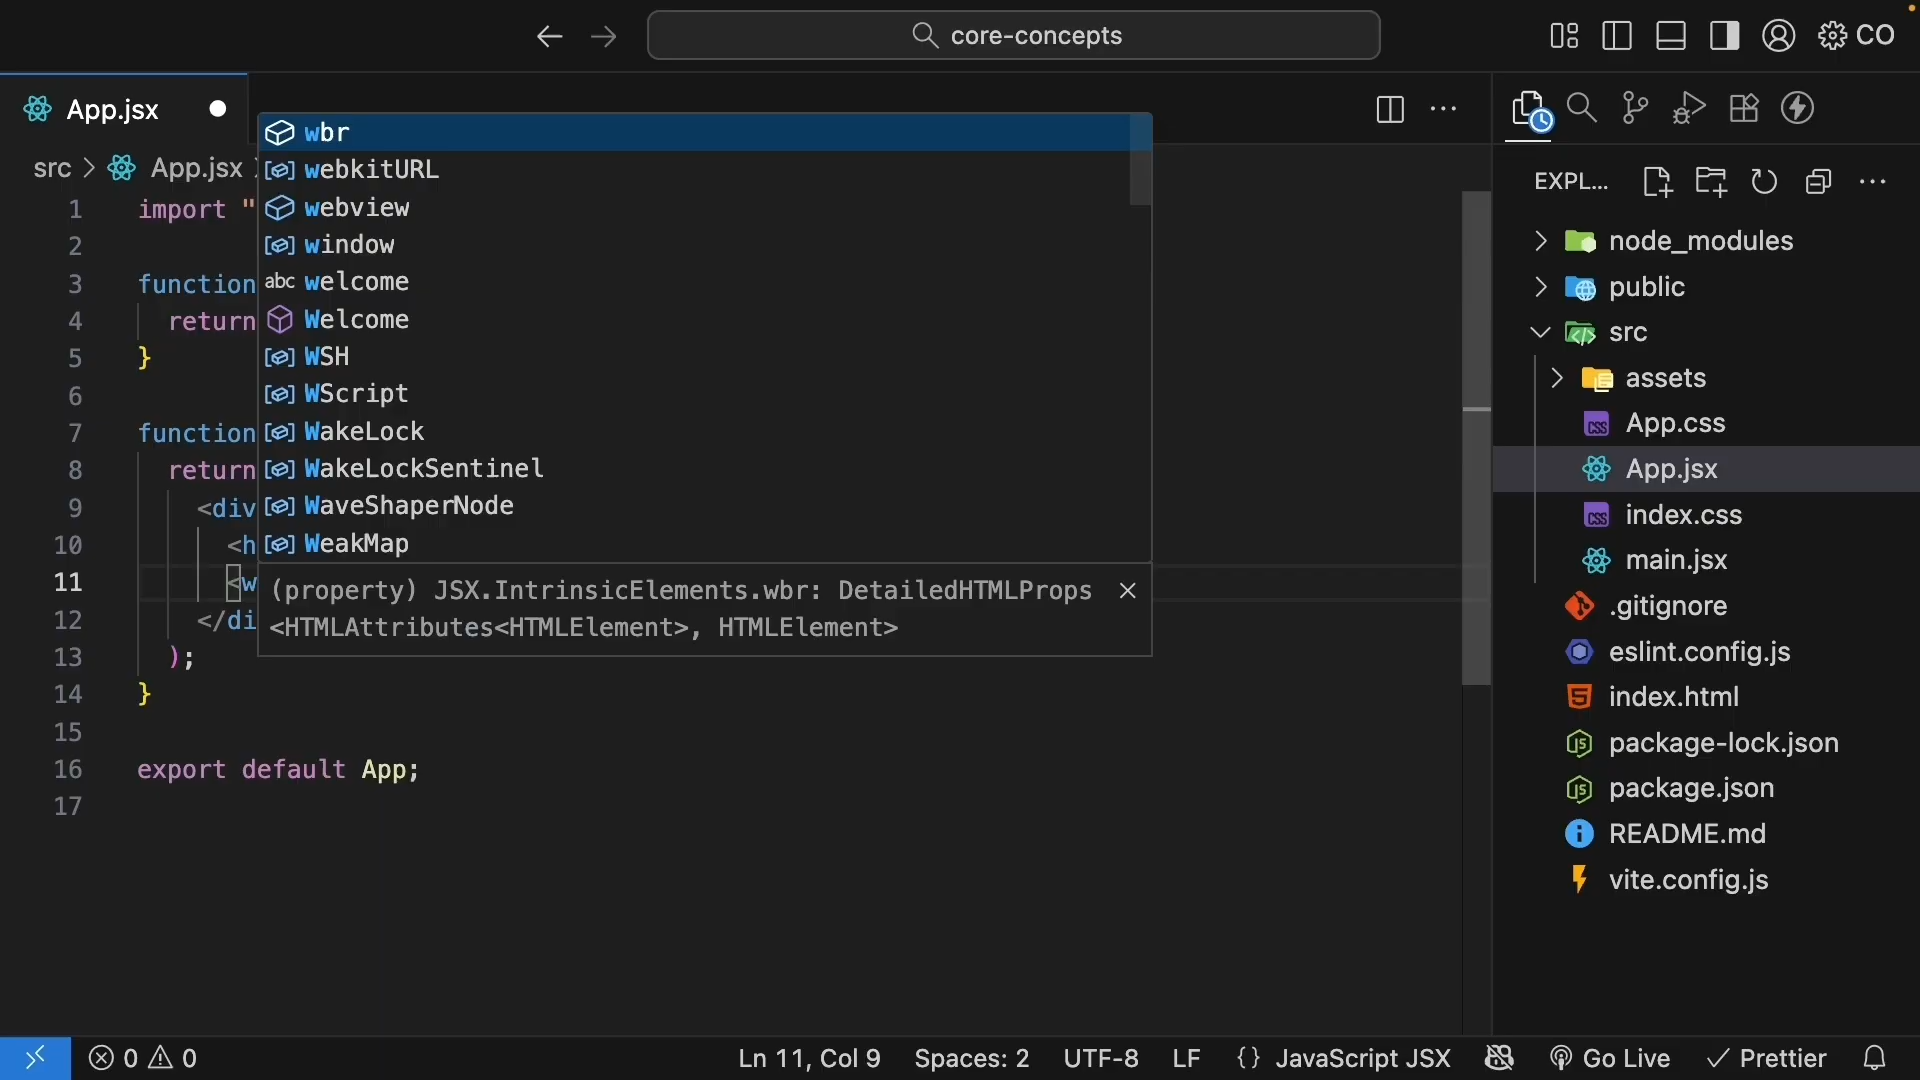 core-concepts
CO
App.jsx
src > App.jsx
EXPL...
wbr
webkitURL
webview
window
abc welcome
Welcome
WSH
WScript
WakeLock
WakeLockSentinel
WaveShaperNode
WeakMap
(property) JSX.IntrinsicElements.wbr: DetailedHTMLProps
<HTMLAttributes<HTMLElement>, HTMLElement>
1 import "
2
3 function
4 return
5 }
6
7 function
8 return
9 <div
10 <h
11 <w
12 </di
13 );
14 }
15
16 export default App;
17
node_modules
public
src
assets
App.css
App.jsx
index.css
main.jsx
.gitignore
eslint.config.js
index.html
package-lock.json
package.json
README.md
vite.config.js
0 0 Ln 11, Col 9 Spaces: 2 UTF-8 LF {} JavaScript JSX Go Live Prettier